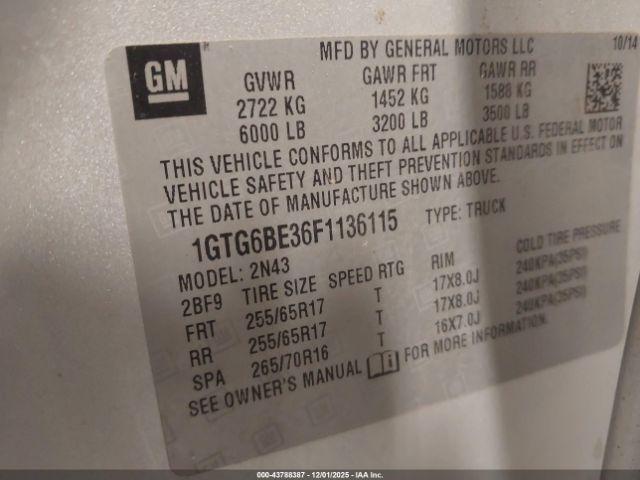 GM
MFD BY GENERAL MOTORS LLC 10/14
GVWR GAWR FRT GAWR RR
2722 KG 1452 KG 1588 KG
6000 LB 3200 LB 3500 LB
THIS VEHICLE CONFORMS TO ALL APPLICABLE U.S. FEDERAL MOTOR
VEHICLE SAFETY AND THEFT PREVENTION STANDARDS IN EFFECT ON
THE DATE OF MANUFACTURE SHOWN ABOVE.
1GTG6BE36F1136115 TYPE: TRUCK
MODEL: 2N43
2BF9 TIRE SIZE SPEED RTG RIM COLD TIRE PRESSURE
FRT 255/65R17 T 17X8.0J 240KPA(35PSI)
RR 255/65R17 T 17X8.0J 240KPA(35PSI)
SPA 265/70R16 T 16X7.0J 240KPA(35PSI)
SEE OWNER'S MANUAL FOR MORE INFORMATION.
000-43788387 - 12/01/2025 - IAA Inc.